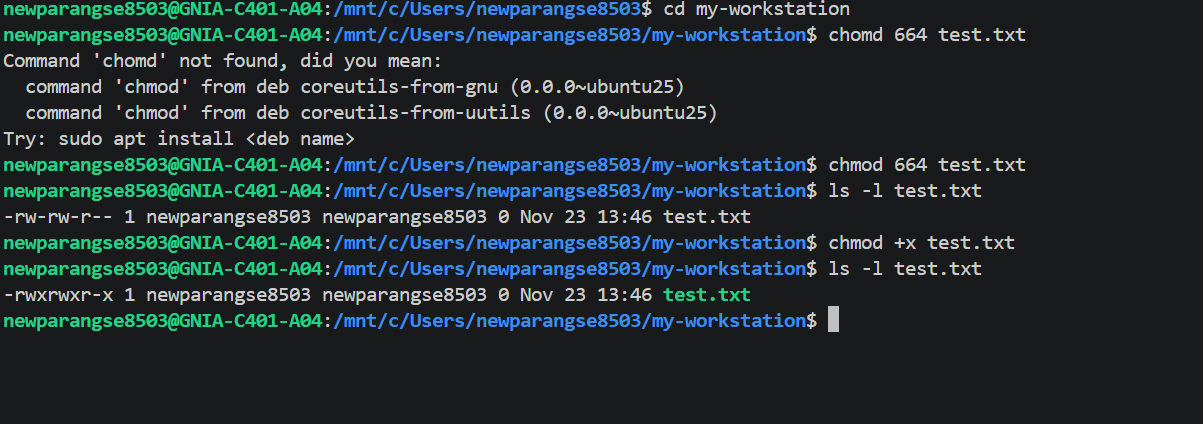 newparangse8503@GNIA-C401-A04:/mnt/c/Users/newparangse8503$ cd my-workstation
newparangse8503@GNIA-C401-A04:/mnt/c/Users/newparangse8503/my-workstation$ chomd 664 test.txt
Command 'chomd' not found, did you mean:
  command 'chmod' from deb coreutils-from-gnu (0.0.0~ubuntu25)
  command 'chmod' from deb coreutils-from-uutils (0.0.0~ubuntu25)
Try: sudo apt install <deb name>
newparangse8503@GNIA-C401-A04:/mnt/c/Users/newparangse8503/my-workstation$ chmod 664 test.txt
newparangse8503@GNIA-C401-A04:/mnt/c/Users/newparangse8503/my-workstation$ ls -l test.txt
-rw-rw-r-- 1 newparangse8503 newparangse8503 0 Nov 23 13:46 test.txt
newparangse8503@GNIA-C401-A04:/mnt/c/Users/newparangse8503/my-workstation$ chmod +x test.txt
newparangse8503@GNIA-C401-A04:/mnt/c/Users/newparangse8503/my-workstation$ ls -l test.txt
-rwxrwxr-x 1 newparangse8503 newparangse8503 0 Nov 23 13:46 test.txt
newparangse8503@GNIA-C401-A04:/mnt/c/Users/newparangse8503/my-workstation$